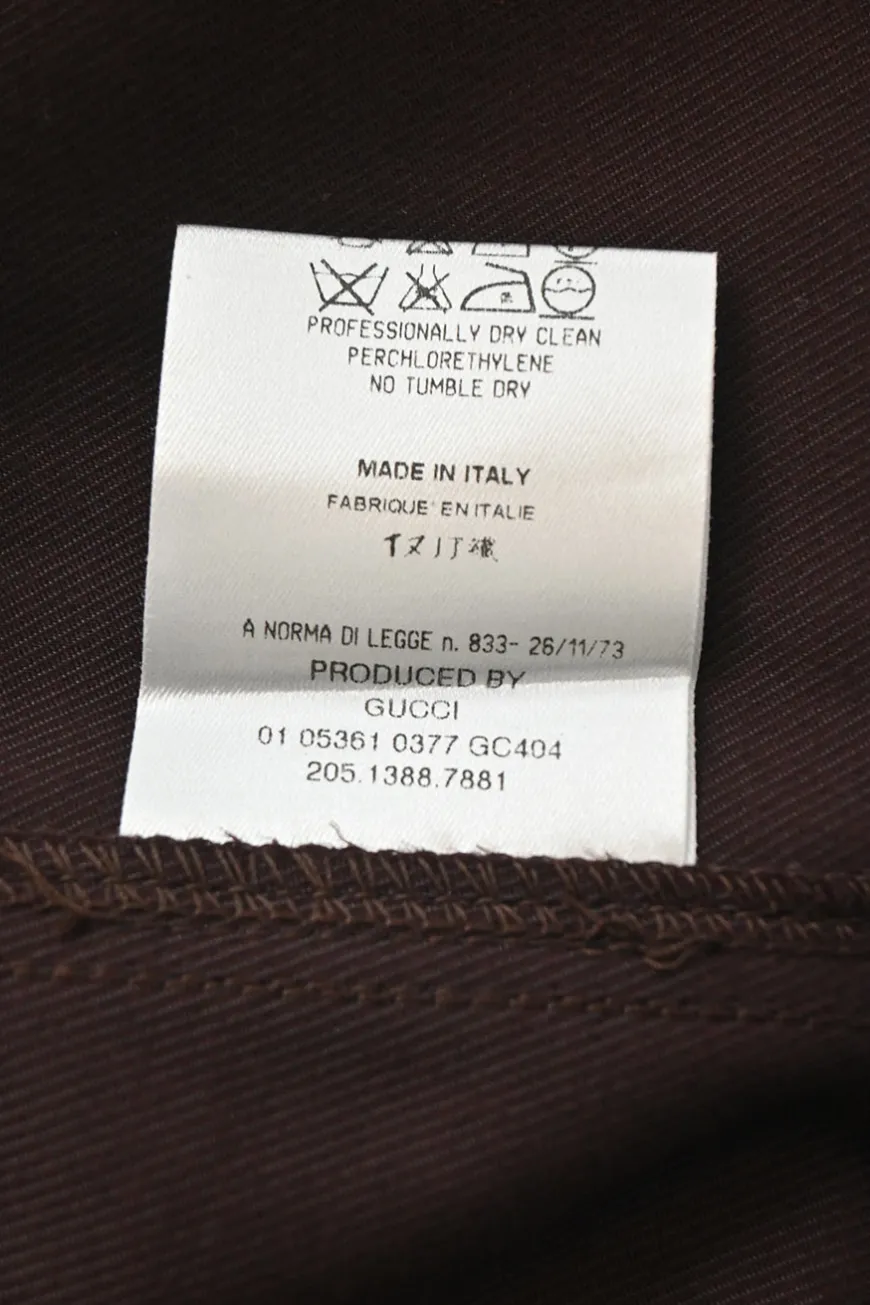 PROFESSIONALLY DRY CLEAN
PERCHLORETHYLENE
NO TUMBLE DRY
MADE IN ITALY
FABRIQUE EN ITALIE
A NORMA DI LEGGE n. 833- 26/11/73
PRODUCED BY
GUCCI
01 05361 0377 GC404
205.1388.7881